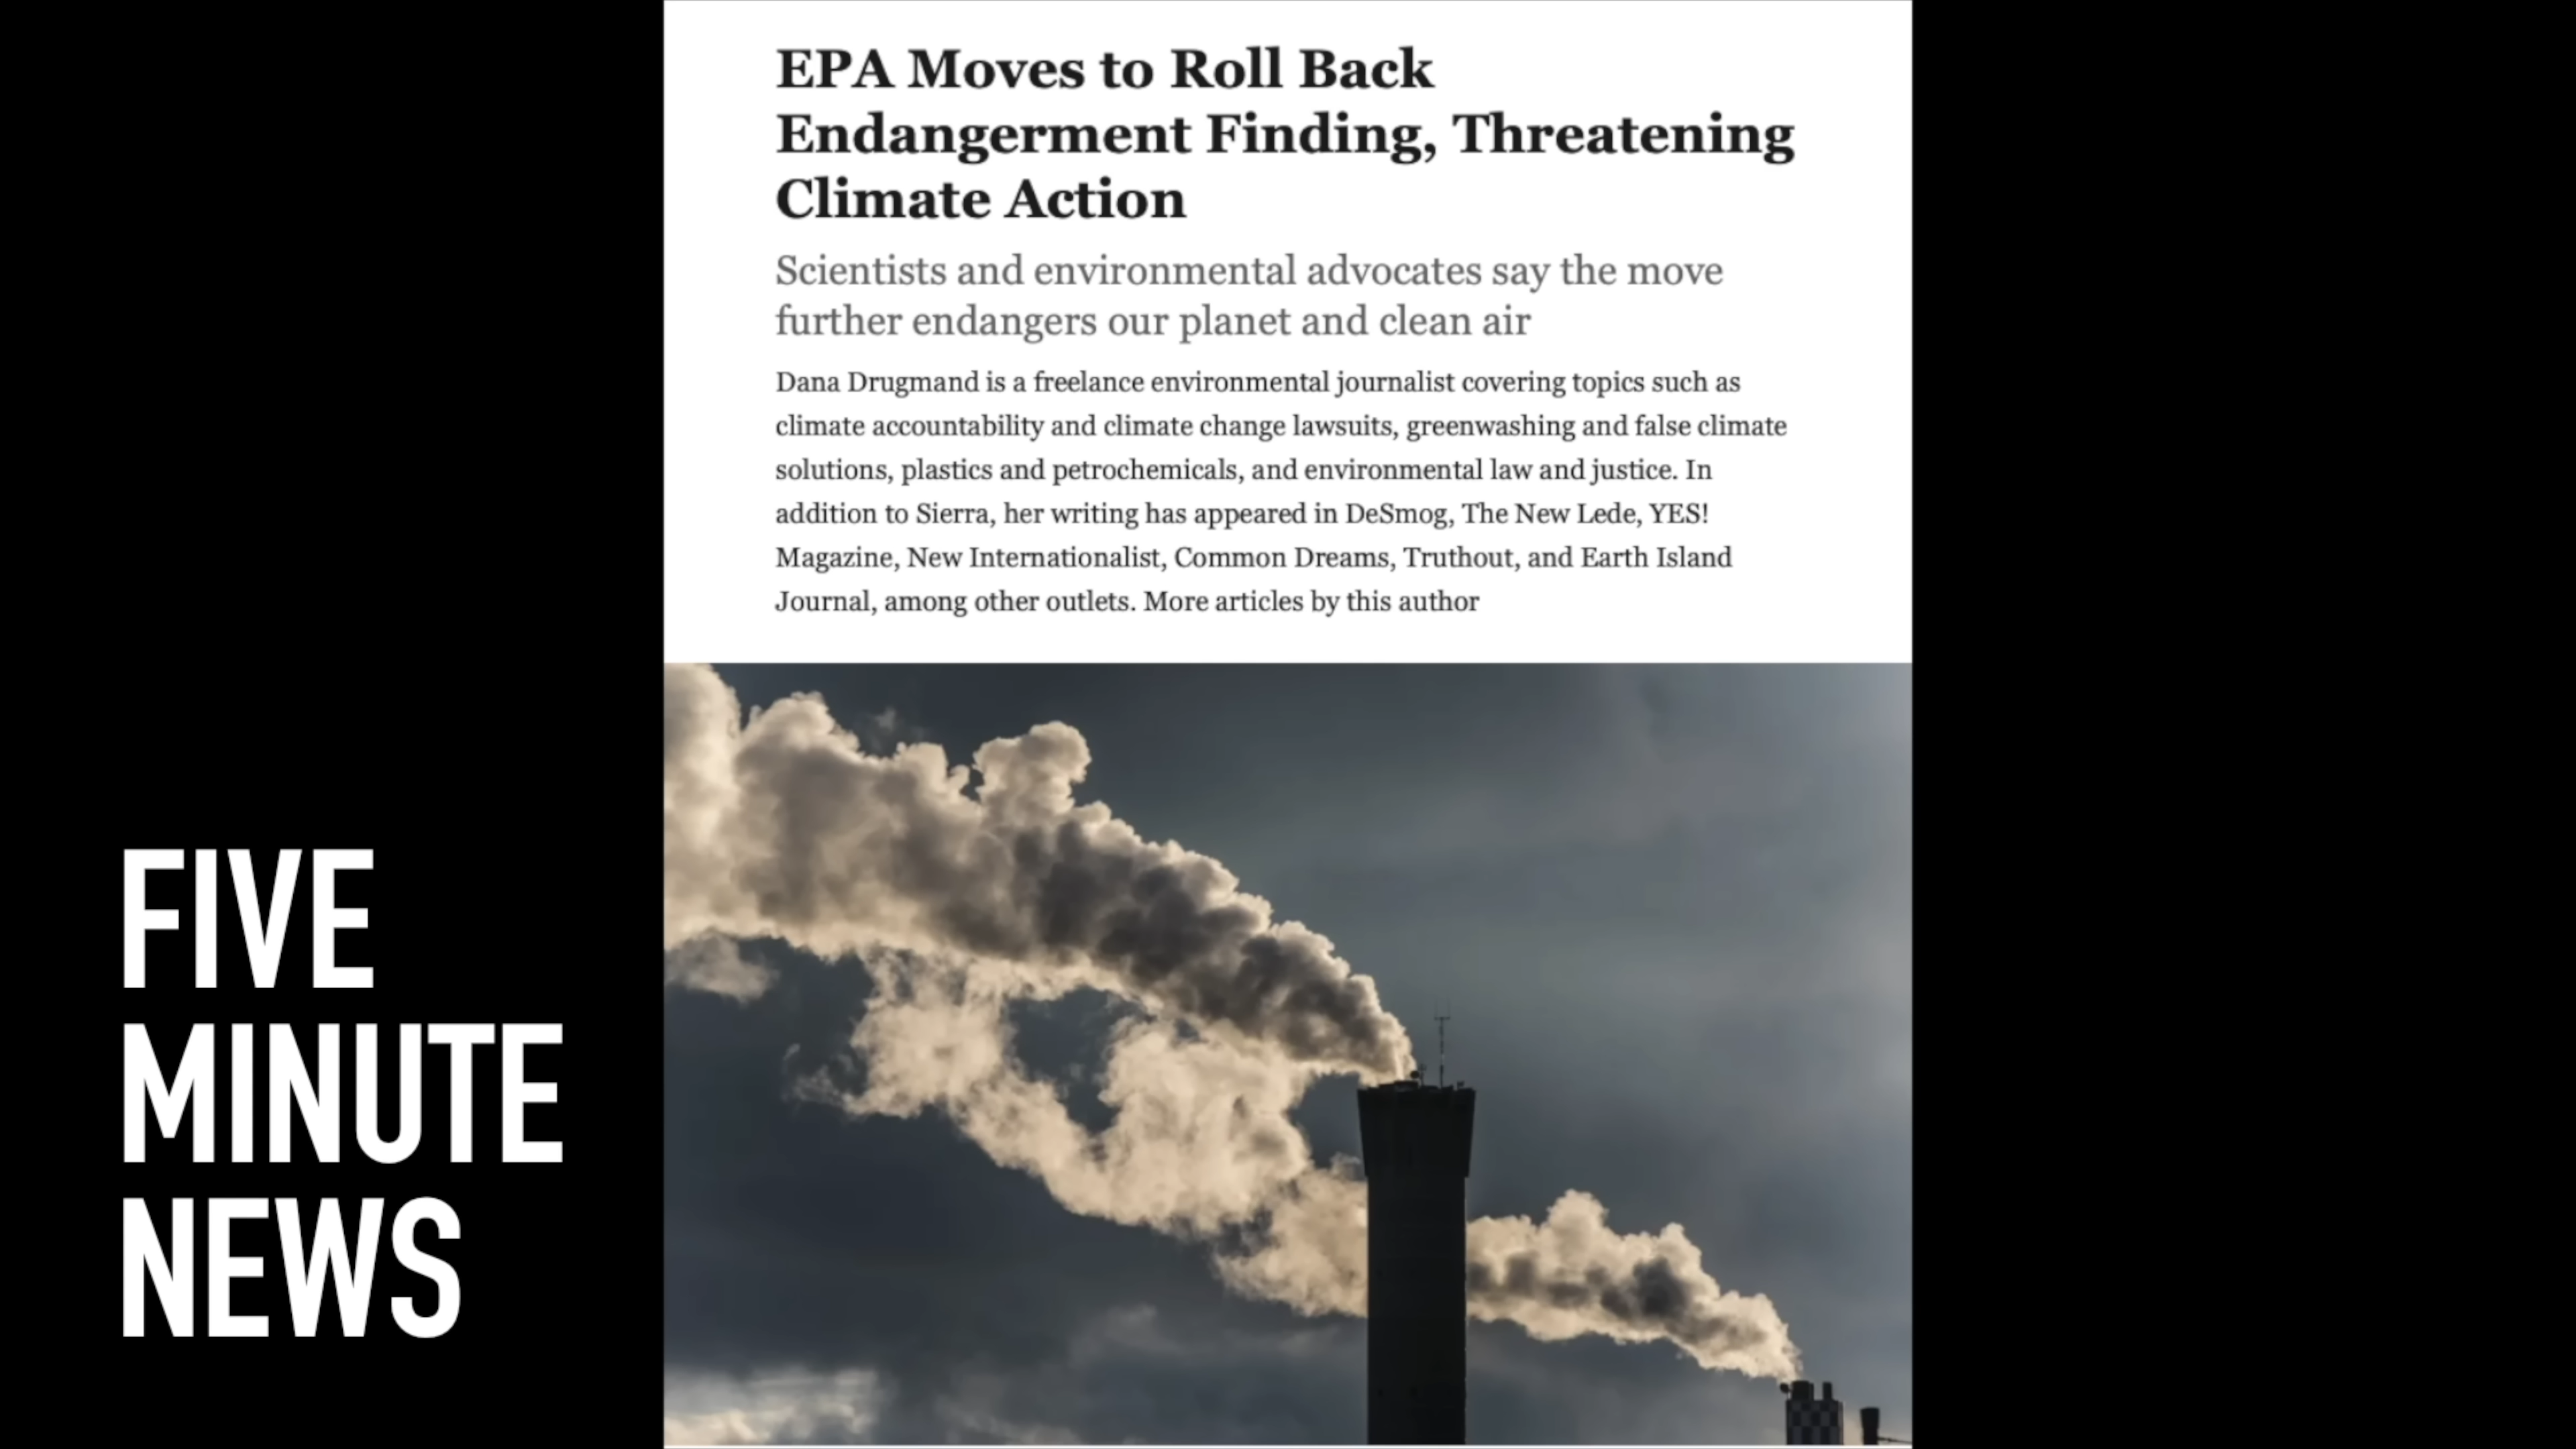 EPA Moves to Roll Back
Endangerment Finding, Threatening
Climate Action
Scientists and environmental advocates say the move
further endangers our planet and clean air
Dana Drugmand is a freelance environmental journalist covering topics such as
climate accountability and climate change lawsuits, greenwashing and false climate
solutions, plastics and petrochemicals, and environmental law and justice. In
addition to Sierra, her writing has appeared in DeSmog, The New Lede, YES!
Magazine, New Internationalist, Common Dreams, Truthout, and Earth Island
Journal, among other outlets. More articles by this author
FIVE
MINUTE
NEWS